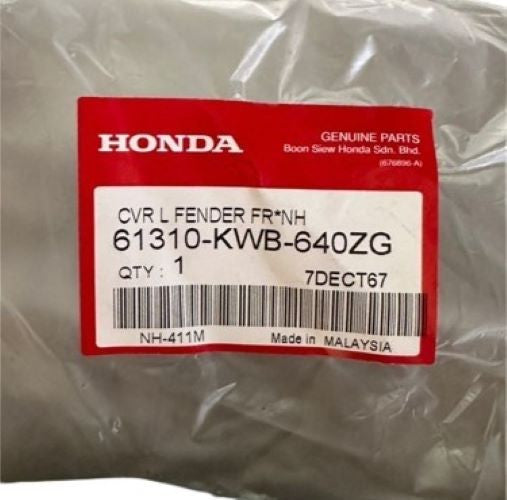 HONDA
GENUINE PARTS
Boon Siew Honda Sdn. Bhd.
(676896-A)
CVR L FENDER FR*NH
61310-KWB-640ZG
QTY : 1 7DECT67
NH-411M Made in MALAYSIA